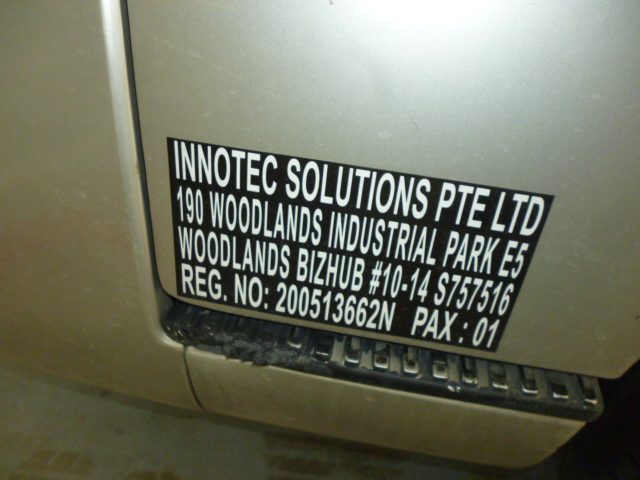 INNOTEC SOLUTIONS PTE LTD
190 WOODLANDS INDUSTRIAL PARK E5
WOODLANDS BIZHUB #10-14 S757516
REG. NO: 200513662N PAX : 01